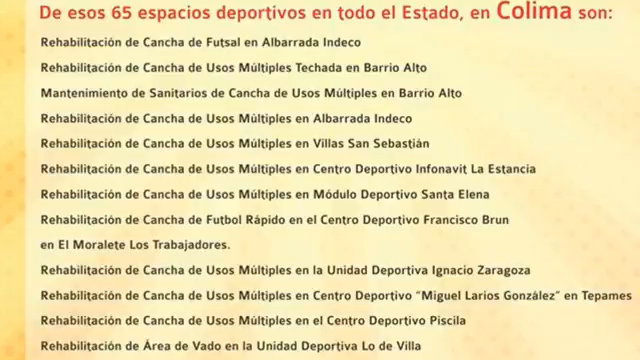 De esos 65 espacios deportivos en todo el Estado, en Colima son:
Rehabilitación de Cancha de Futsal en Albarrada Indeco
Rehabilitación de Cancha de Usos Múltiples Techada en Barrio Alto
Mantenimiento de Sanitarios de Cancha de Usos Múltiples en Barrio Alto
Rehabilitación de Cancha de Usos Múltiples en Albarrada Indeco
Rehabilitación de Cancha de Usos Múltiples en Villas San Sebastián
Rehabilitación de Cancha de Usos Múltiples en Centro Deportivo Infonavit La Estancia
Rehabilitación de Cancha de Usos Múltiples en Módulo Deportivo Santa Elena
Rehabilitación de Cancha de Futbol Rápido en el Centro Deportivo Francisco Brun
en El Moralete Los Trabajadores.
Rehabilitación de Cancha de Usos Múltiples en la Unidad Deportiva Ignacio Zaragoza
Rehabilitación de Cancha de Usos Múltiples en Centro Deportivo "Miguel Larios González" en Tepames
Rehabilitación de Cancha de Usos Múltiples en el Centro Deportivo Piscila
Rehabilitación de Área de Vado en la Unidad Deportiva Lo de Villa